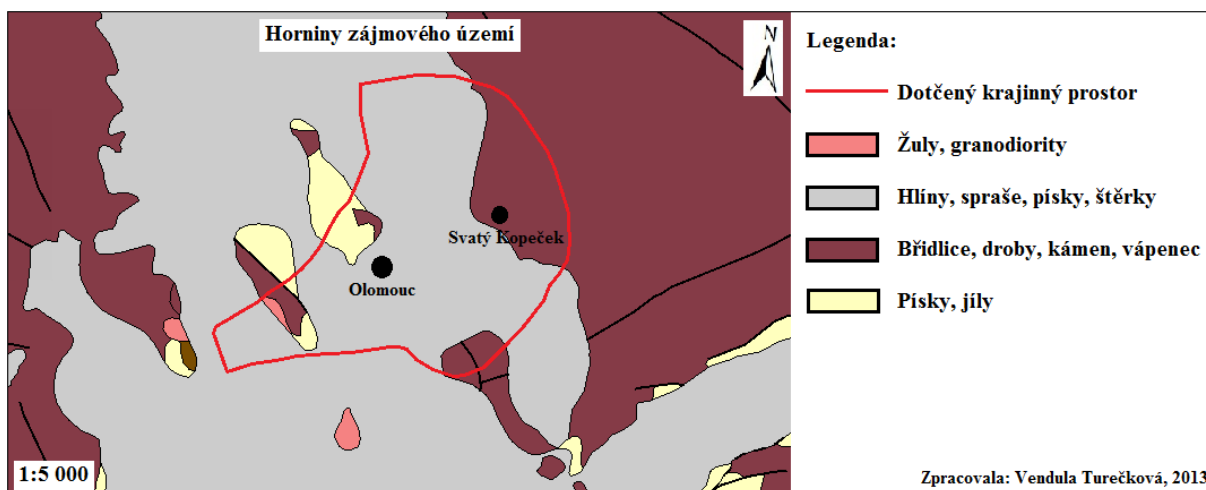 Horniny zájmového území
N
Svatý Kopeček
Olomouc
1:5 000
Legenda:
Dotčený krajinný prostor
Žuly, granodiority
Hlíny, spraše, písky, štěrky
Břidlice, droby, kámen, vápenec
Písky, jíly
Zpracovala: Vendula Turečková, 2013